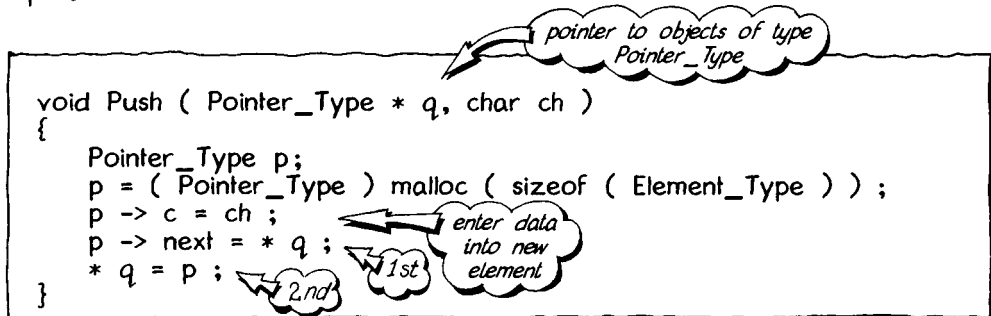 pointer to objects of type
Pointer_Type
void Push ( Pointer_Type * q, char ch )
{
Pointer_Type p;
p = ( Pointer_Type ) malloc ( sizeof ( Element_Type ) ) ;
p -> c = ch ;
enter data
into new
element
p -> next = * q ;
1st
* q = p ;
2nd
}